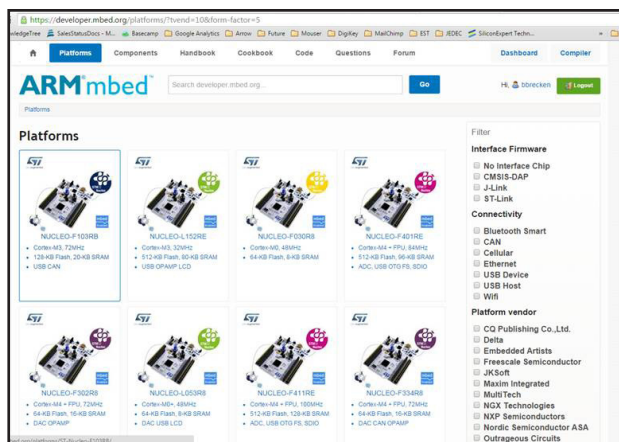 https://developer.mbed.org/platforms/?tvend=10&form-factor=5
wledgeTree SalesStatusDocs - M... Basecamp Google Analytics Arrow Future Mouser DigiKey MailChimp EST JEDEC SiliconExpert Techn... »
Platforms Components Handbook Cookbook Code Questions Forum Dashboard Compiler
ARM mbed Search developer.mbed.org... Go Hi, bbrecken Logout
Platforms
Platforms
NUCLEO-F103RB
Cortex-M3, 72MHz
128-KB Flash, 20-KB SRAM
USB CAN
NUCLEO-L152RE
Cortex-M3, 32MHz
512-KB Flash, 80-KB SRAM
USB OPAMP LCD
NUCLEO-F030R8
Cortex-M0, 48MHz
64-KB Flash, 8-KB SRAM
NUCLEO-F401RE
Cortex-M4 + FPU, 84MHz
512-KB Flash, 96-KB SRAM
ADC, USB OTG FS, SDIO
NUCLEO-F302R8
Cortex-M4 + FPU, 72MHz
64-KB Flash, 16-KB SRAM
DAC OPAMP
NUCLEO-L053R8
Cortex-M0+, 48MHz
64-KB Flash, 8-KB SRAM
DAC USB LCD
NUCLEO-F411RE
Cortex-M4 + FPU, 100MHz
512-KB Flash, 128-KB SRAM
ADC, USB OTG FS, SDIO
NUCLEO-F334R8
Cortex-M4 + FPU, 72MHz
64-KB Flash, 16-KB SRAM
DAC CAN OPAMP
Filter
Interface Firmware
No Interface Chip
CMSIS-DAP
J-Link
ST-Link
Connectivity
Bluetooth Smart
CAN
Cellular
Ethernet
USB Device
USB Host
Wifi
Platform vendor
CQ Publishing Co.,Ltd.
Delta
Embedded Artists
Freescale Semiconductor
JKSoft
Maxim Integrated
MultiTech
NGX Technologies
NXP Semiconductors
Nordic Semiconductor ASA
Outrageous Circuits